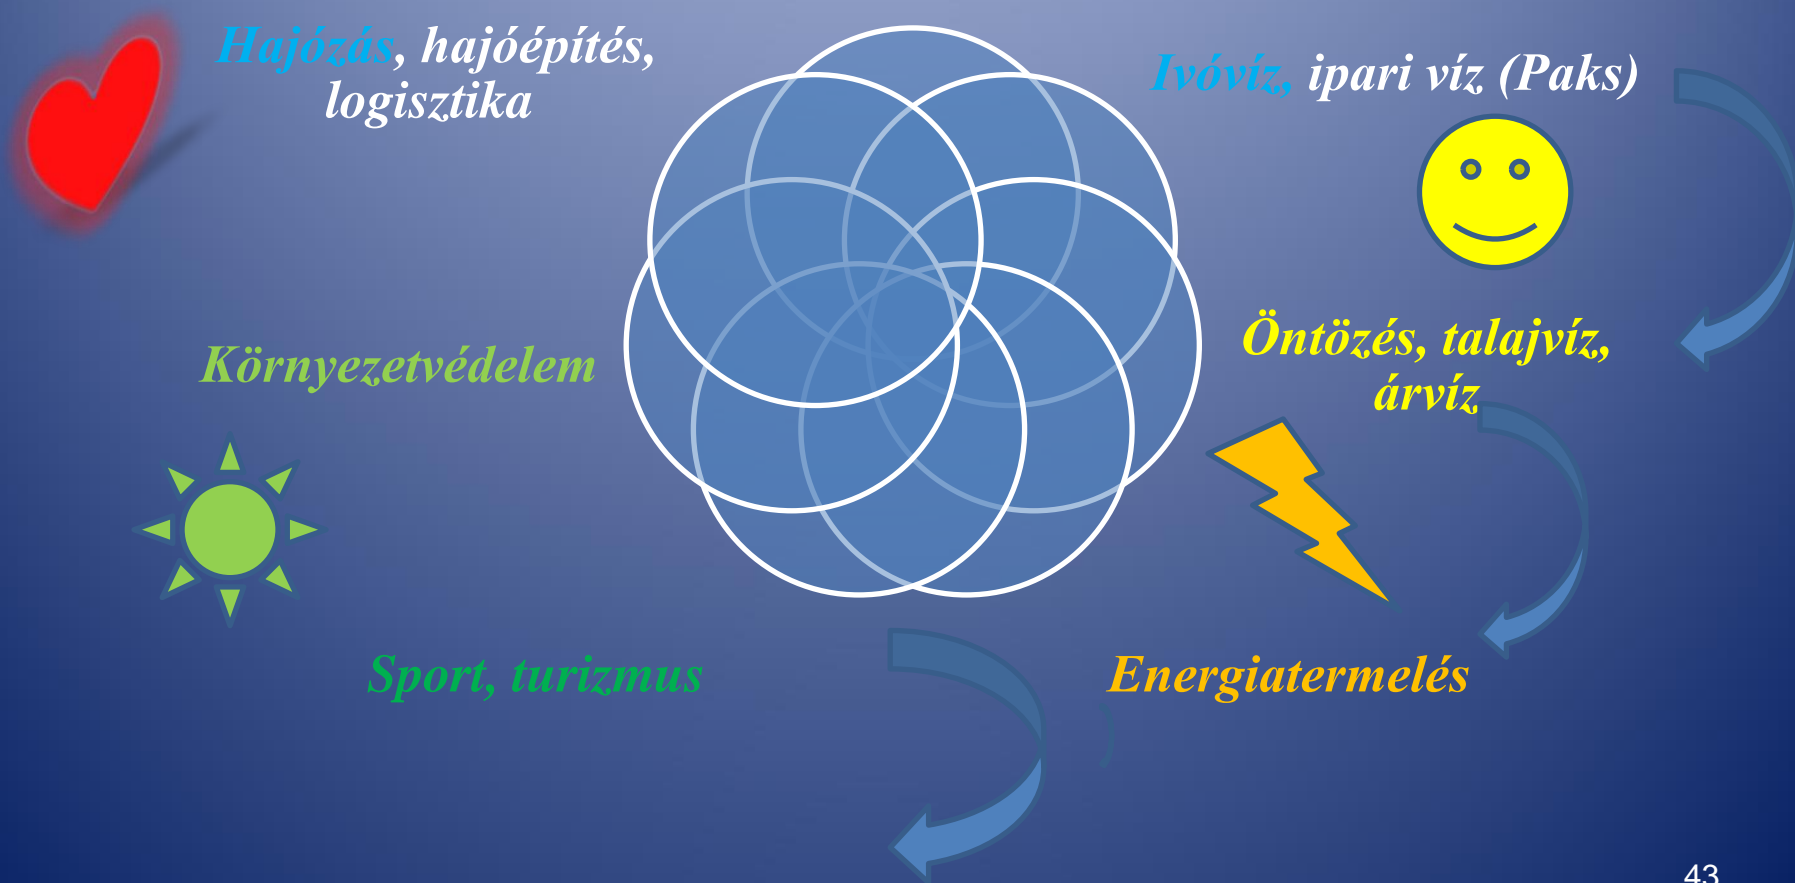 Hajózás, hajóépítés,
logisztika
Ivóvíz, ipari víz (Paks)
Környezetvédelem
Öntözés, talajvíz,
árvíz
Sport, turizmus
Energiatermelés
43